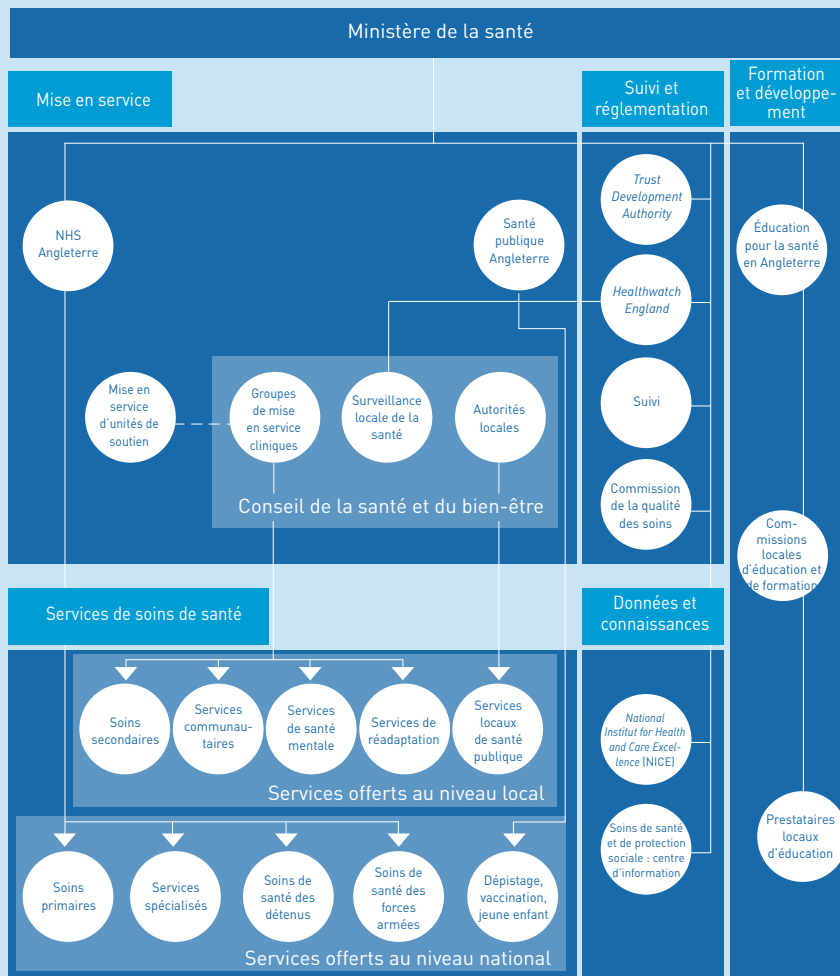 Ministère de la santé
Mise en service
Suivi et
réglementation
Formation
et développe-
ment
NHS
Angleterre
Santé
publique
Angleterre
Trust
Development
Authority
Éducation
pour la santé
en Angleterre
Healthwatch
England
Mise en
service
d'unités de
soutien
Groupes
de mise
en service
cliniques
Surveillance
locale de la
santé
Autorités
locales
Suivi
Conseil de la santé et du bien-être
Commission
de la qualité
des soins
Com-
missions
locales
d'éducation et
de formation
Services de soins de santé
Données et
connaissances
Soins
secondaires
Services
communau-
taires
Services
de santé
mentale
Services de
réadaptation
Services
locaux
de santé
publique
Services offerts au niveau local
National
Institut for Health
and Care Excel-
lence (NICE)
Soins de santé
et de protection
sociale : centre
d'information
Prestataires
locaux
d'éducation
Soins
primaires
Services
spécialisés
Soins de
santé des
détenus
Soins de
santé des
forces
armées
Dépistage,
vaccination,
jeune enfant
Services offerts au niveau national